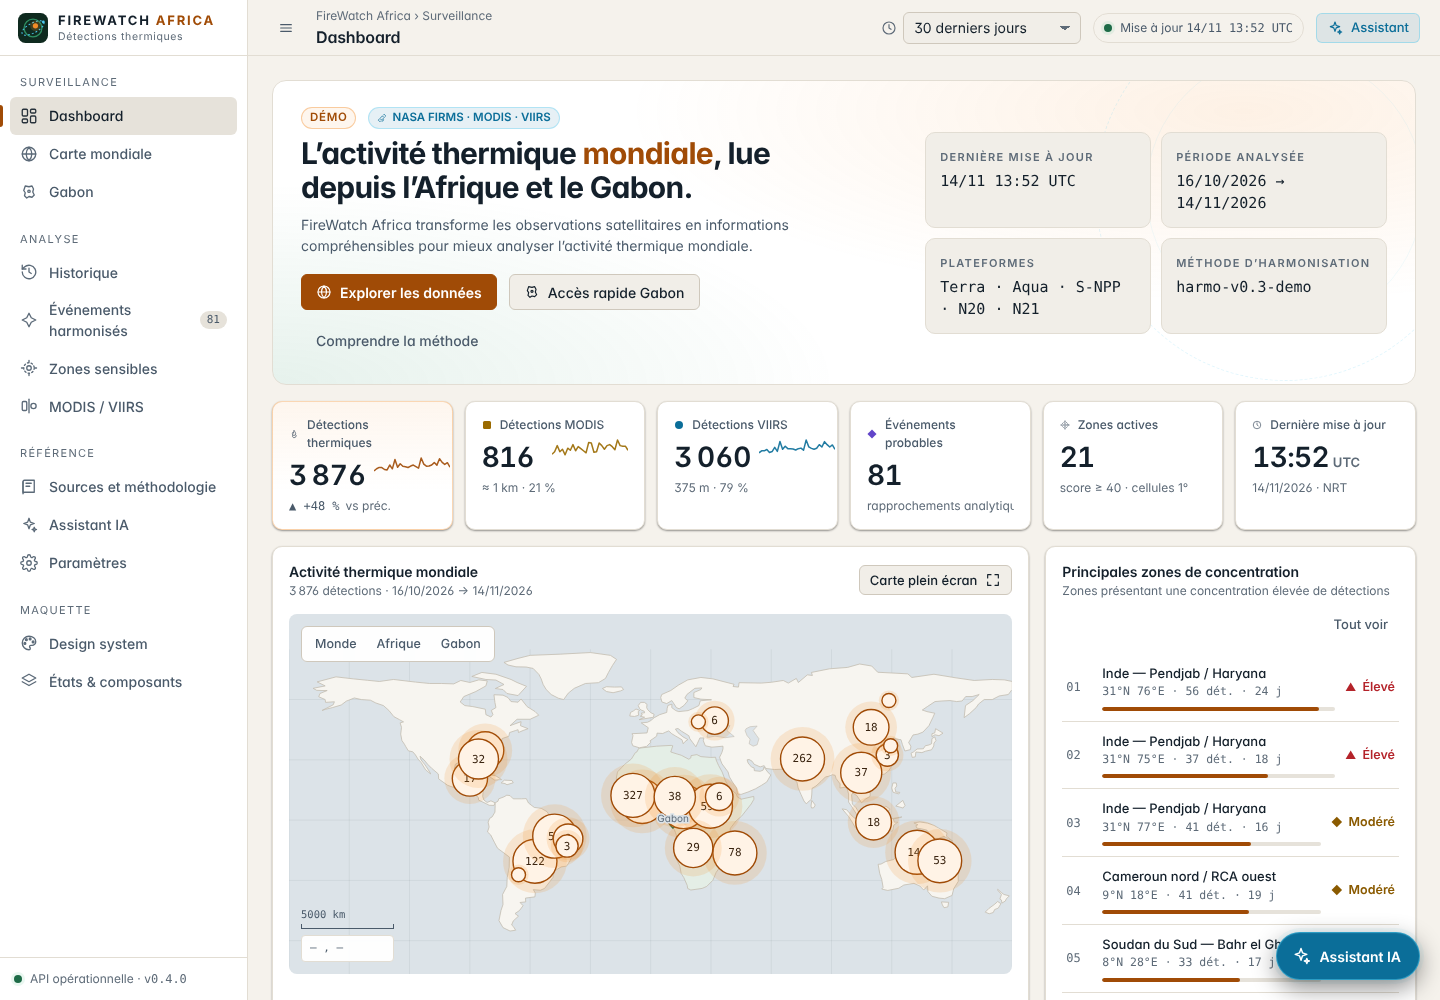 FIREWATCH AFRICA
Détections thermiques
SURVEILLANCE
Dashboard
Carte mondiale
Gabon
ANALYSE
Historique
Événements
harmonisés
81
Zones sensibles
MODIS / VIIRS
RÉFÉRENCE
Sources et méthodologie
Assistant IA
Paramètres
MAQUETTE
Design system
États & composants
API opérationnelle · v0.4.0
FireWatch Africa › Surveillance
Dashboard
30 derniers jours
Mise à jour 14/11 13:52 UTC
Assistant
DÉMO
NASA FIRMS · MODIS · VIIRS
L’activité thermique mondiale, lue
depuis l’Afrique et le Gabon.
FireWatch Africa transforme les observations satellitaires en informations
compréhensibles pour mieux analyser l’activité thermique mondiale.
Explorer les données
Accès rapide Gabon
Comprendre la méthode
DERNIÈRE MISE À JOUR
14/11 13:52 UTC
PÉRIODE ANALYSÉE
16/10/2026 →
14/11/2026
PLATEFORMES
Terra · Aqua · S-NPP
· N20 · N21
MÉTHODE D’HARMONISATION
harmo-v0.3-demo
Détections
thermiques
3 876
▲ +48 % vs préc.
Détections MODIS
816
≈ 1 km · 21 %
Détections VIIRS
3 060
375 m · 79 %
Événements
probables
81
rapprochements analytiqu
Zones actives
21
score ≥ 40 · cellules 1°
Dernière mise à jour
13:52 UTC
14/11/2026 · NRT
Activité thermique mondiale
3 876 détections · 16/10/2026 → 14/11/2026
Carte plein écran
Monde
Afrique
Gabon
6
18
3
32
262
37
17
327
38
6
Gabon
18
3
122
29
78
14
53
5000 km
— , —
Principales zones de concentration
Zones présentant une concentration élevée de détections
Tout voir
01
Inde — Pendjab / Haryana
31°N 76°E · 56 dét. · 24 j
▲ Élevé
02
Inde — Pendjab / Haryana
31°N 75°E · 37 dét. · 18 j
▲ Élevé
03
Inde — Pendjab / Haryana
31°N 77°E · 41 dét. · 16 j
◆ Modéré
04
Cameroun nord / RCA ouest
9°N 18°E · 41 dét. · 19 j
◆ Modéré
05
Soudan du Sud — Bahr el Gh
8°N 28°E · 33 dét. · 17 j
Assistant IA